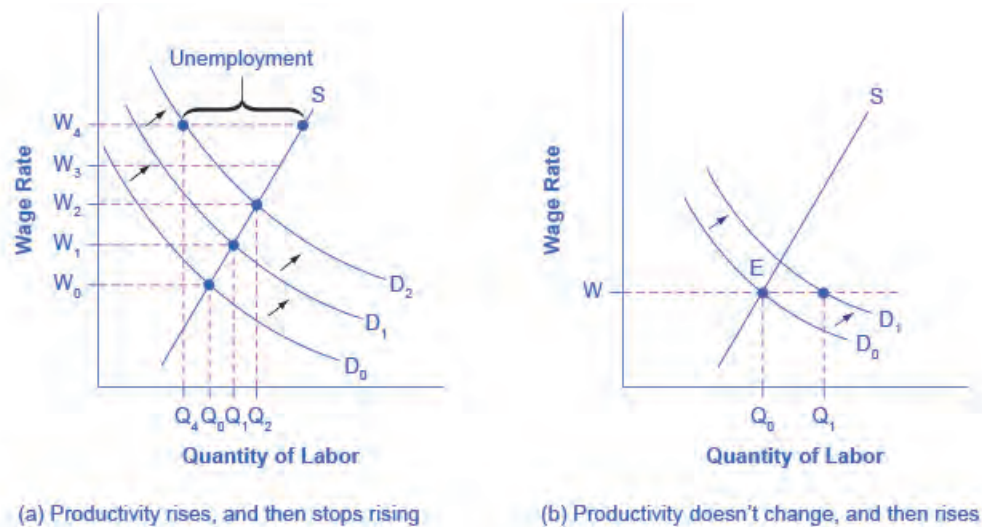 Unemployment
S
W₄
W₃
W₂
W₁
W₀
Wage Rate
D₂
D₁
D₀
Q₄ Q₀ Q₁ Q₂
Quantity of Labor
(a) Productivity rises, and then stops rising
S
E
W
Wage Rate
D₁
D₀
Q₀ Q₁
Quantity of Labor
(b) Productivity doesn't change, and then rises